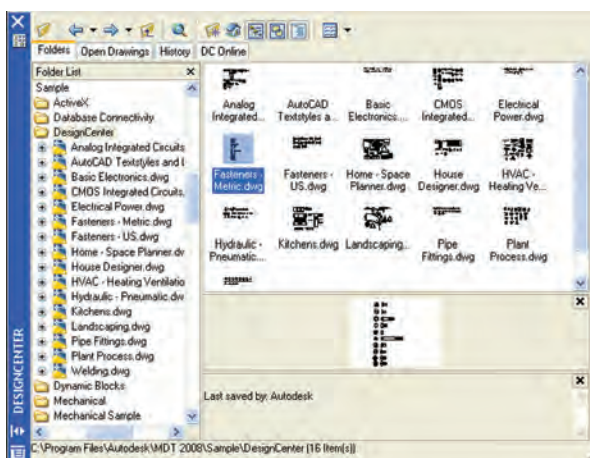 Folders Open Drawings History DC Online
Folder List
Sample
ActiveX
Database Connectivity
DesignCenter
Analog Integrated Circuits
AutoCAD Textstyles and l
Basic Electronics.dwg
CMOS Integrated Circuits.
Electrical Power.dwg
Fasteners - Metric.dwg
Fasteners - US.dwg
Home - Space Planner.dv
House Designer.dwg
HVAC - Heating Ventilatio
Hydraulic - Pneumatic.dw
Kitchens.dwg
Landscaping.dwg
Pipe Fittings.dwg
Plant Process.dwg
Welding.dwg
Dynamic Blocks
Mechanical
Mechanical Sample
Analog Integrated...
AutoCAD Textstyles a...
Basic Electronics....
CMOS Integrated...
Electrical Power.dwg
Fasteners - Metric.dwg
Fasteners - US.dwg
Home - Space Planner.dwg
House Designer.dwg
HVAC - Heating Ve...
Hydraulic - Pneumatic...
Kitchens.dwg
Landscaping...
Pipe Fittings.dwg
Plant Process.dwg
Last saved by: Autodesk
DESIGNCENTER
C:\Program Files\Autodesk\MDT 2008\Sample\DesignCenter (16 Item(s))